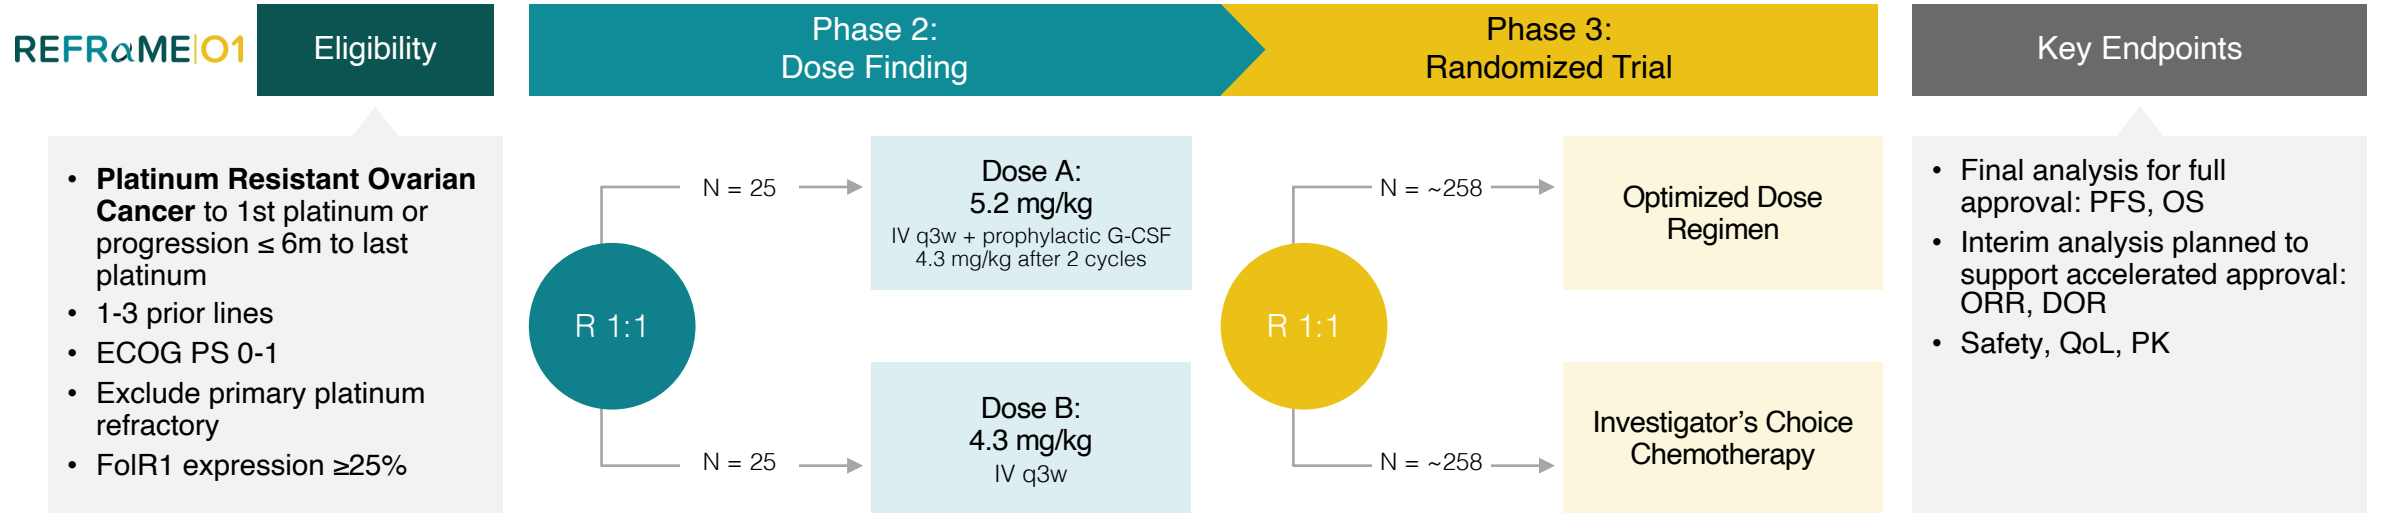 REFRαME|O1
Eligibility
Phase 2:
Dose Finding
Phase 3:
Randomized Trial
Key Endpoints
• Platinum Resistant Ovarian
Cancer to 1st platinum or
progression ≤ 6m to last
platinum
• 1-3 prior lines
• ECOG PS 0-1
• Exclude primary platinum
refractory
• FolR1 expression ≥25%
R 1:1
N = 25
Dose A:
5.2 mg/kg
IV q3w + prophylactic G-CSF
4.3 mg/kg after 2 cycles
N = 25
Dose B:
4.3 mg/kg
IV q3w
R 1:1
N = ~258
Optimized Dose
Regimen
N = ~258
Investigator’s Choice
Chemotherapy
• Final analysis for full
approval: PFS, OS
• Interim analysis planned to
support accelerated approval:
ORR, DOR
• Safety, QoL, PK